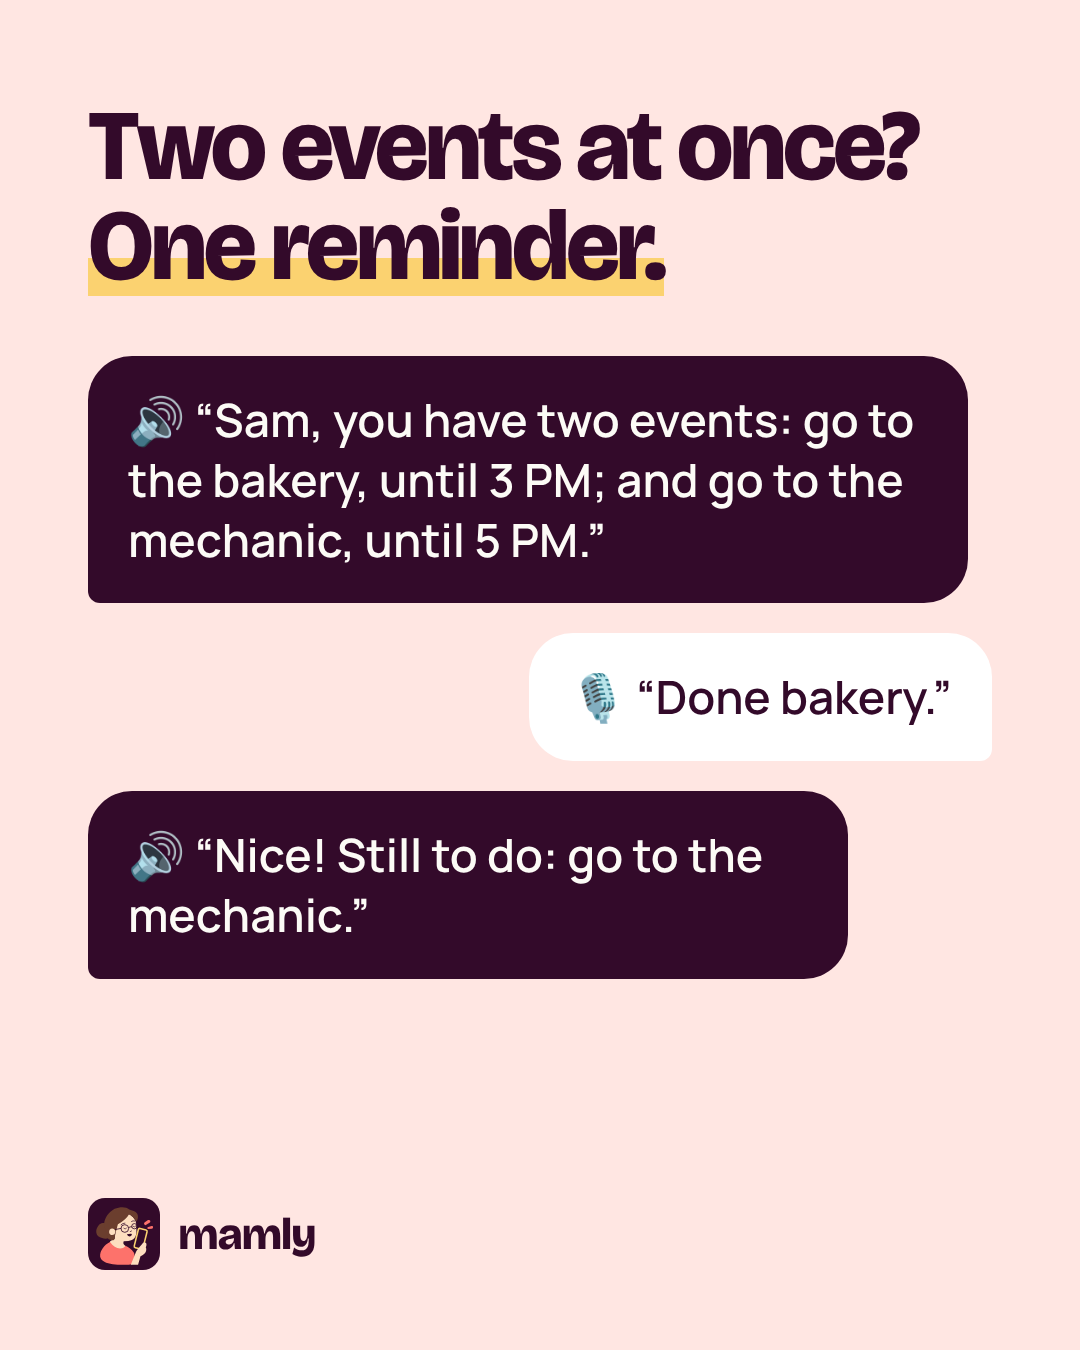 Two events at once?
One reminder.
🔊 “Sam, you have two events: go to
the bakery, until 3 PM; and go to the
mechanic, until 5 PM.”
🎙️ “Done bakery.”
🔊 “Nice! Still to do: go to the
mechanic.”
mamly